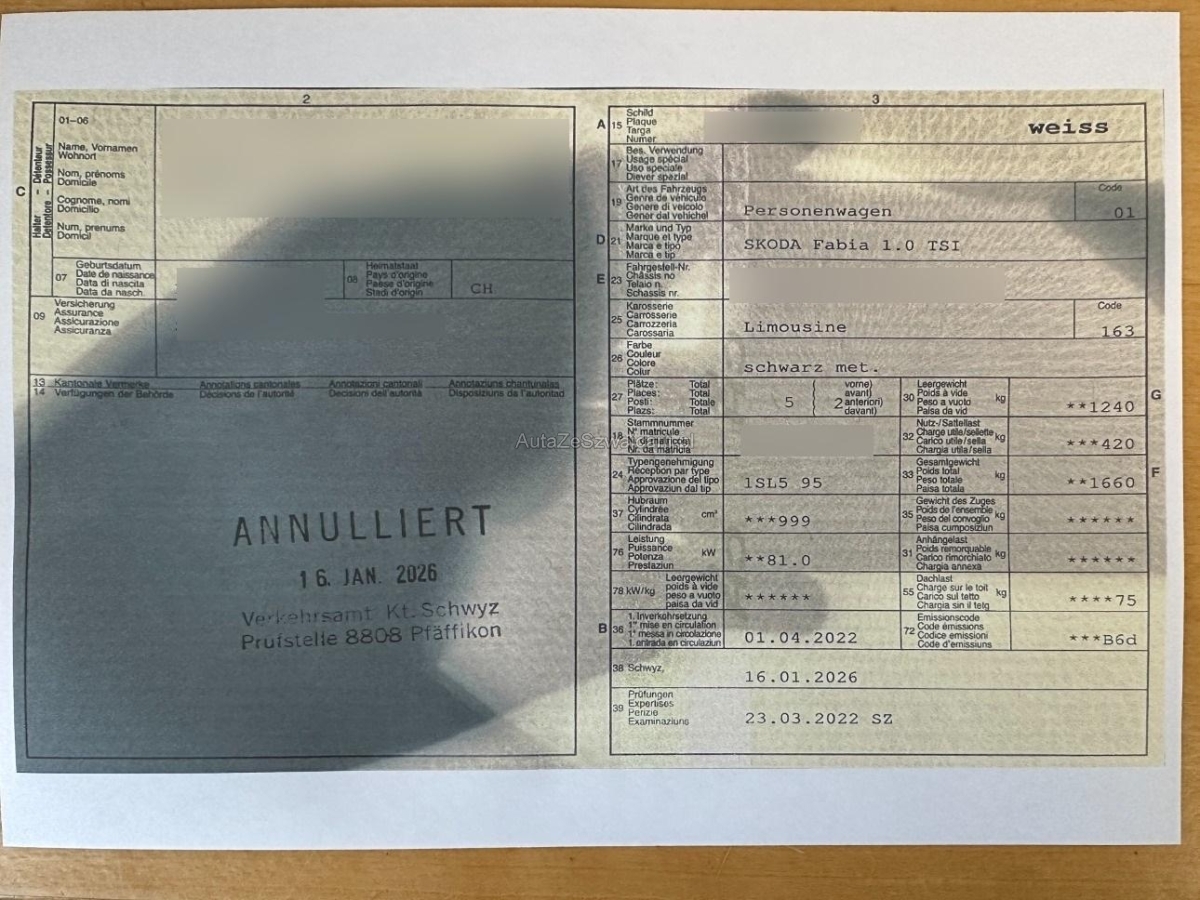 2
01-06
Name, Vornamen
Wohnort
Nom, prénoms
Domicile
Cognome, nomi
Domicilio
Num, prenums
Domicil
C
Halter - Détenteur
Detentore - Possessur
07
Geburtsdatum
Date de naissance
Data di nascita
Data da nasch.
08
Heimatstaat
Pays d'origine
Paese d'origine
Stadi d'origin
CH
09
Versicherung
Assurance
Assicurazione
Assicuranza
13 Kantonale Vermerke Annotations cantonales Annotazioni cantonali Annotaziuns chantunalas
14 Verfügungen der Behörde Décisions de l'autorité Decisioni dell'autorità Disposiziuns da l'autoritad
ANNULLIERT
16. JAN. 2026
Verkehrsamt Kt. Schwyz
Prüfstelle 8808 Pfäffikon
3
A
15
Schild
Plaque
Targa
Numer
weiss
17
Bes. Verwendung
Usage spécial
Uso speciale
Diever spezial
19
Art des Fahrzeugs
Genre de véhicule
Genere di veicolo
Gener dal vehichel
Personenwagen
Code
01
D
21
Marke und Typ
Marque et type
Marca e tipo
Marca e tip
SKODA Fabia 1.0 TSI
E
23
Fahrgestell-Nr.
Châssis no
Telaio n.
Schassis nr.
25
Karosserie
Carrosserie
Carrozzeria
Carossaria
Limousine
Code
163
26
Farbe
Couleur
Colore
Colur
schwarz met.
27
Plätze: Total
Places: Total
Posti: Totale
Plazs: Total
5
2
vorne)
avant)
anteriori)
davant)
30
Leergewicht
Poids à vide
Peso a vuoto
Paisa da vid
kg
**1240
G
18
Stammnummer
N° matricule
N. di matricola
Nr. da matricla
32
Nutz-/Sattellast
Charge utile/sellette
Carico utile/sella
Chargia utila/sella
kg
***420
24
Typengenehmigung
Réception par type
Approvazione del tipo
Approvaziun dal tip
1SL5 95
33
Gesamtgewicht
Poids total
Peso totale
Paisa totala
kg
**1660
F
37
Hubraum
Cylindrée
Cilindrata
Cilindrada
cm³
***999
35
Gewicht des Zuges
Poids de l'ensemble
Peso del convoglio
Paisa cumposiziun
kg
******
76
Leistung
Puissance
Potenza
Prestaziun
kW
**81.0
31
Anhängelast
Poids remorquable
Carico rimorchiato
Chargia annexa
kg
******
78 kW/kg
Leergewicht
poids à vide
peso a vuoto
paisa da vid
******
55
Dachlast
Charge sur le toit
Carico sul tetto
Chargia sin il tetg
kg
****75
B
36
1. Inverkehrsetzung
1re mise en circulation
1a messa in circolazione
1. entrada en circulaziun
01.04.2022
72
Emissionscode
Code émissions
Codice emissioni
Code d'emissiuns
***B6d
38 Schwyz,
16.01.2026
39
Prüfungen
Expertises
Perizie
Examinaziuns
23.03.2022 SZ